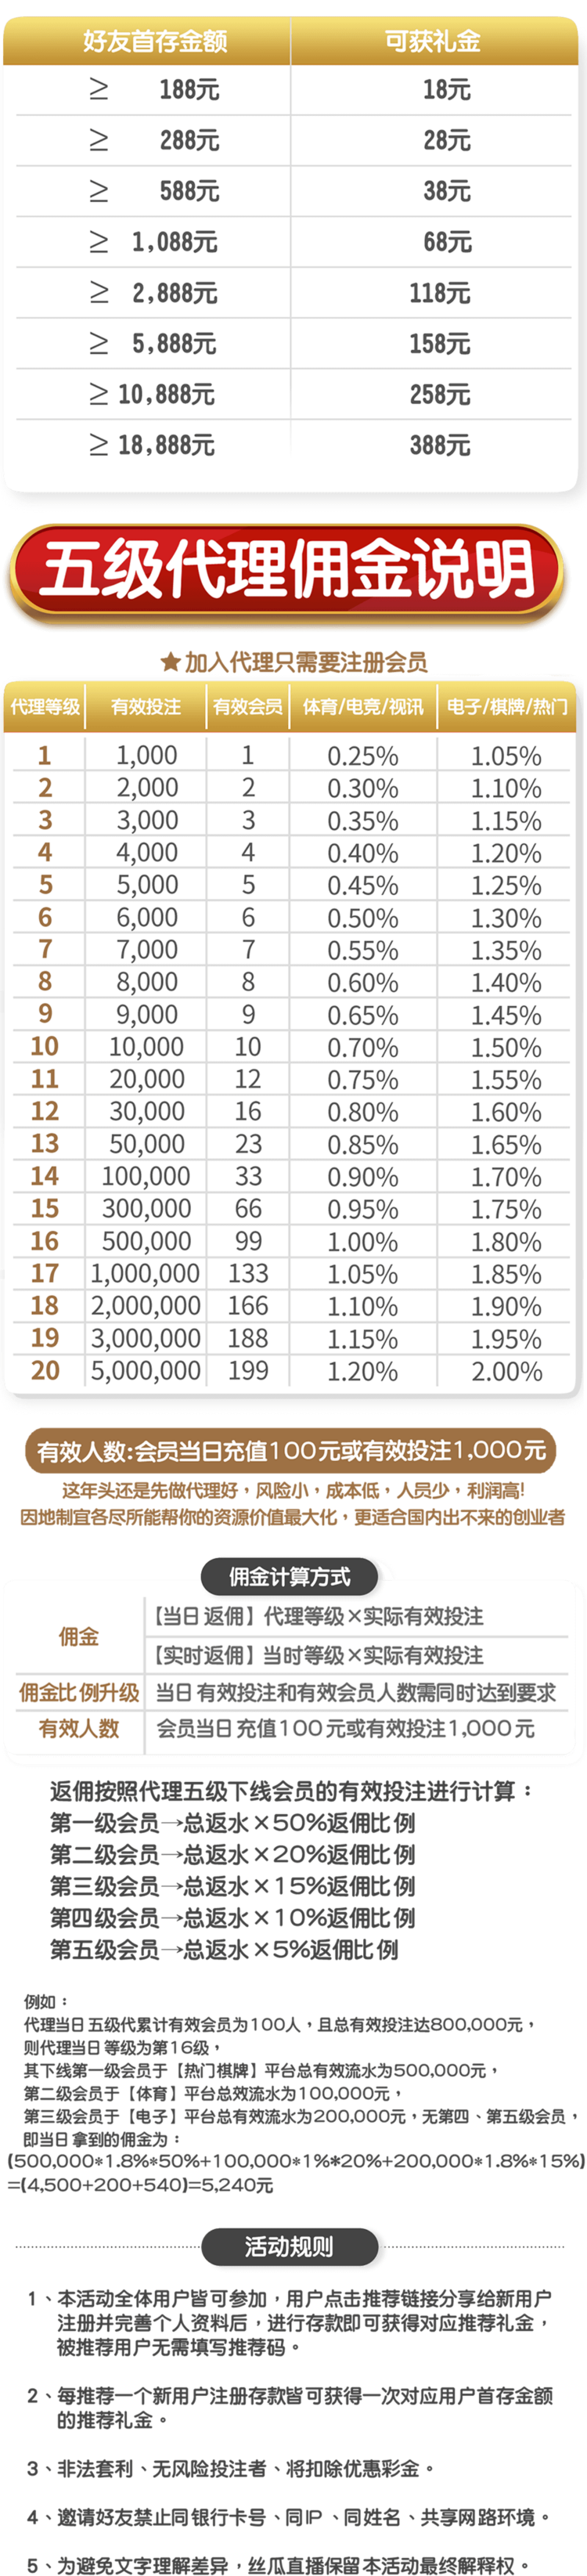 好友首存金额 可获礼金
≥ 188元 18元
≥ 288元 28元
≥ 588元 38元
≥ 1,088元 68元
≥ 2,888元 118元
≥ 5,888元 158元
≥ 10,888元 258元
≥ 18,888元 388元
五级代理佣金说明
★加入代理只需要注册会员
代理等级 有效投注 有效会员 体育/电竞/视讯 电子/棋牌/热门
1 1,000 1 0.25% 1.05%
2 2,000 2 0.30% 1.10%
3 3,000 3 0.35% 1.15%
4 4,000 4 0.40% 1.20%
5 5,000 5 0.45% 1.25%
6 6,000 6 0.50% 1.30%
7 7,000 7 0.55% 1.35%
8 8,000 8 0.60% 1.40%
9 9,000 9 0.65% 1.45%
10 10,000 10 0.70% 1.50%
11 20,000 12 0.75% 1.55%
12 30,000 16 0.80% 1.60%
13 50,000 23 0.85% 1.65%
14 100,000 33 0.90% 1.70%
15 300,000 66 0.95% 1.75%
16 500,000 99 1.00% 1.80%
17 1,000,000 133 1.05% 1.85%
18 2,000,000 166 1.10% 1.90%
19 3,000,000 188 1.15% 1.95%
20 5,000,000 199 1.20% 2.00%
有效人数:会员当日充值100元或有效投注1,000元
这年头还是先做代理好，风险小，成本低，人员少，利润高!
因地制宜各尽所能帮你的资源价值最大化，更适合国内出不来的创业者
佣金计算方式
佣金
【当日返佣】代理等级×实际有效投注
【实时返佣】当时等级×实际有效投注
佣金比例升级 当日有效投注和有效会员人数需同时达到要求
有效人数 会员当日充值100元或有效投注1,000元
返佣按照代理五级下线会员的有效投注进行计算：
第一级会员→总返水×50%返佣比例
第二级会员→总返水×20%返佣比例
第三级会员→总返水×15%返佣比例
第四级会员→总返水×10%返佣比例
第五级会员→总返水×5%返佣比例
例如：
代理当日五级代累计有效会员为100人，且总有效投注达800,000元，
则代理当日等级为第16级，
其下线第一级会员于【热门棋牌】平台总有效流水为500,000元，
第二级会员于【体育】平台总效流水为100,000元，
第三级会员于【电子】平台总有效流水为200,000元，无第四、第五级会员，
即当日拿到的佣金为：
(500,000*1.8%*50%+100,000*1%*20%+200,000*1.8%*15%)
=(4,500+200+540)=5,240元
活动规则
1、本活动全体用户皆可参加，用户点击推荐链接分享给新用户
注册并完善个人资料后，进行存款即可获得对应推荐礼金，
被推荐用户无需填写推荐码。
2、每推荐一个新用户注册存款皆可获得一次对应用户首存金额
的推荐礼金。
3、非法套利、无风险投注者、将扣除优惠彩金。
4、邀请好友禁止同银行卡号、同IP、同姓名、共享网路环境。
5、为避免文字理解差异，丝瓜直播保留本活动最终解释权。